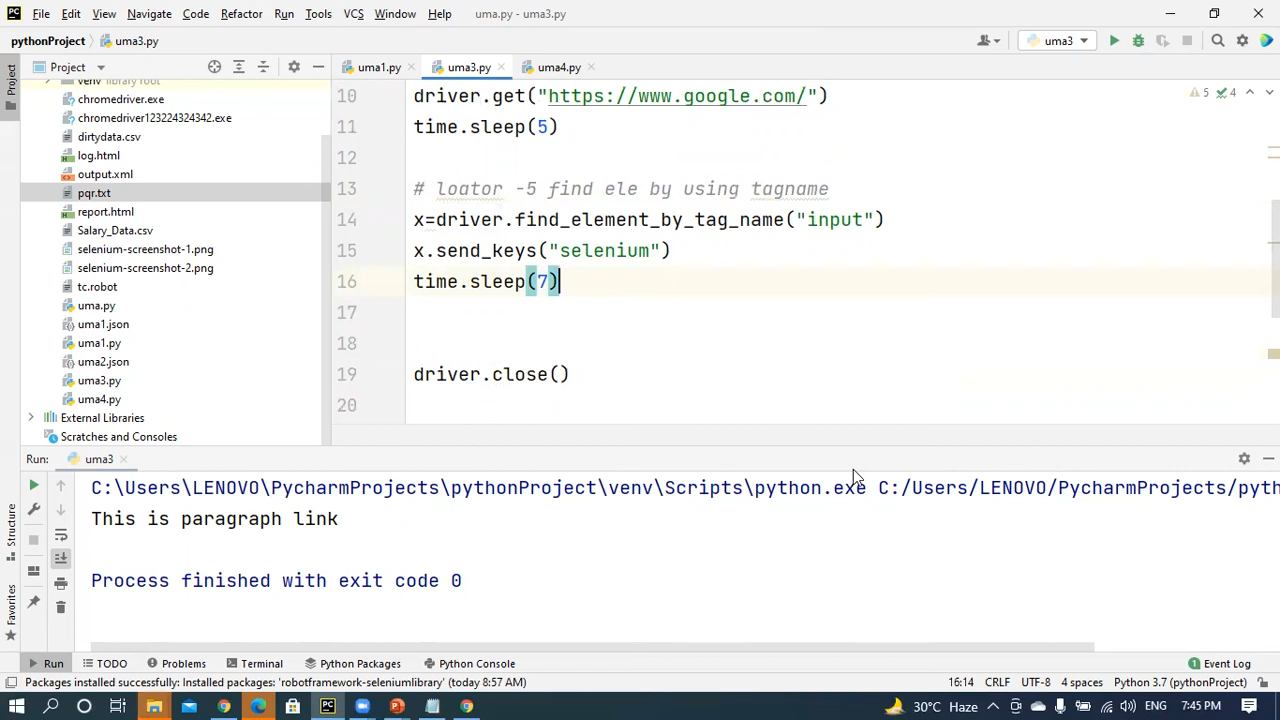 PC File Edit View Navigate Code Refactor Run Tools VCS Window Help uma.py - uma3.py
pythonProject uma3.py uma3
Project Project uma1.py uma3.py uma4.py
venv library root
chromedriver.exe
chromedriver123224324342.exe
dirtydata.csv
log.html
output.xml
pqr.txt
report.html
Salary_Data.csv
selenium-screenshot-1.png
selenium-screenshot-2.png
tc.robot
uma.py
uma1.json
uma1.py
uma2.json
uma3.py
uma4.py
External Libraries
Scratches and Consoles
10 driver.get("https://www.google.com/") 5 4
11 time.sleep(5)
12
13 # loator -5 find ele by using tagname
14 x=driver.find_element_by_tag_name("input")
15 x.send_keys("selenium")
16 time.sleep(7)
17
18
19 driver.close()
20
Run: uma3
C:\Users\LENOVO\PycharmProjects\pythonProject\venv\Scripts\python.exe C:/Users/LENOVO/PycharmProjects/pyth
This is paragraph link
Process finished with exit code 0
Structure
Favorites
Run TODO Problems Terminal Python Packages Python Console Event Log
Packages installed successfully: Installed packages: 'robotframework-seleniumlibrary' (today 8:57 AM) 16:14 CRLF UTF-8 4 spaces Python 3.7 (pythonProject)
PC 30°C Haze ENG 7:45 PM